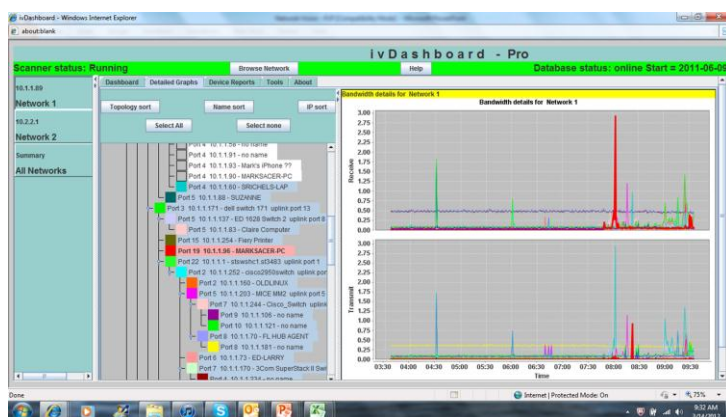 ivDashboard - Windows Internet Explorer
about:blank
ivDashboard - Pro
Scanner status: Running
Browse Network
Help
Database status: online Start = 2011-06-09
10.1.1.89
Network 1
10.2.2.1
Network 2
Summary
All Networks
Dashboard
Detailed Graphs
Device Reports
Tools
About
Topology sort
Name sort
IP sort
Select All
Select none
Port 4 10.1.1.91 - no name
Port 4 10.1.1.93 - Mark's iPhone ??
Port 4 10.1.1.90 - MARKSACER-PC
Port 4 10.1.1.60 - SRICHELS-LAP
Port 5 10.1.1.88 - SUZANNE
Port 3 10.1.1.171 - dell switch 171 uplink port 13
Port 5 10.1.1.137 - ED 1628 Switch 2 uplink port 8
Port 5 10.1.1.83 - Claire Computer
Port 15 10.1.1.254 - Fiery Printer
Port 19 10.1.1.96 - MARKSACER-PC
Port 22 10.1.1.1 - stswshc1.st3483 uplink port 1
Port 2 10.1.1.252 - cisco2950switch uplink por
Port 2 10.1.1.160 - OLDLINUX
Port 5 10.1.1.203 - MICE MM2 uplink port 5
Port 7 10.1.1.244 - Cisco_Switch uplink
Port 9 10.1.1.106 - no name
Port 10 10.1.1.121 - no name
Port 8 10.1.1.70 - FL HUB AGENT
Port 8 10.1.1.181 - no name
Port 6 10.1.1.73 - ED-LARRY
Port 7 10.1.1.170 - 3Com SuperStack II Sw
Bandwidth details for Network 1
Bandwidth details for Network 1
Receive
3.00
2.75
2.50
2.25
2.00
1.75
1.50
1.25
1.00
0.75
0.50
0.25
0.00
Transmit
3.00
2.75
2.50
2.25
2.00
1.75
1.50
1.25
1.00
0.75
0.50
0.25
0.00
03:30 04:00 04:30 05:00 05:30 06:00 06:30 07:00 07:30 08:00 08:30 09:00 09:30
Time
Done
Internet | Protected Mode: On
75%
9:32 AM